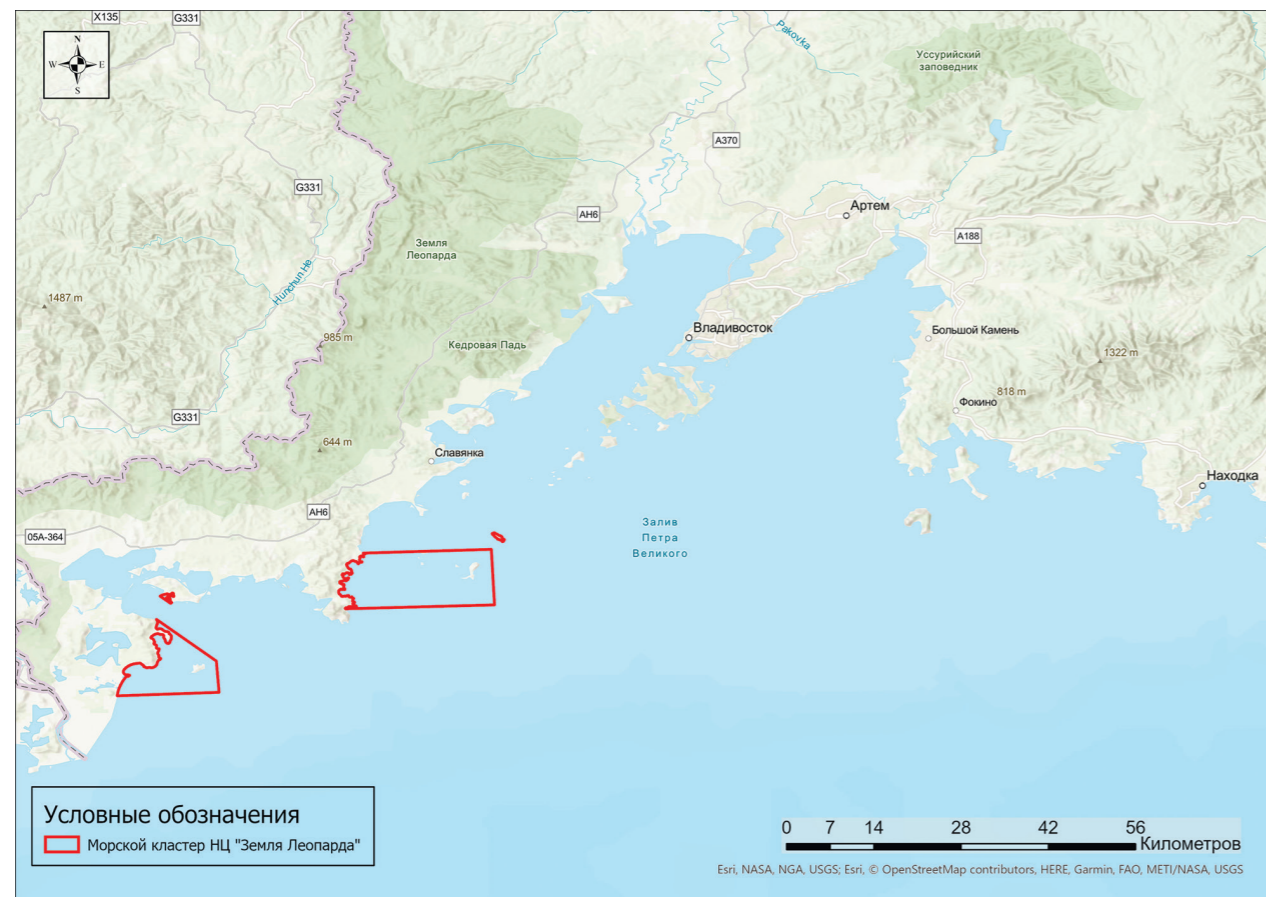 X135
G331
Pakovka
Уссурийский
заповедник
N
W
E
S
A370
G331
Артем
AH6
A188
Земля
Леопарда
Hunchun He
1487 m
Владивосток
Большой Камень
985 m
Кедровая Падь
1322 m
818 m
Фокино
G331
644 m
Славянка
Находка
AH6
05A-364
Залив
Петра
Великого
Условные обозначения
Морской кластер НЦ "Земля Леопарда"
0 7 14 28 42 56
Километров
Esri, NASA, NGA, USGS; Esri, © OpenStreetMap contributors, HERE, Garmin, FAO, METI/NASA, USGS